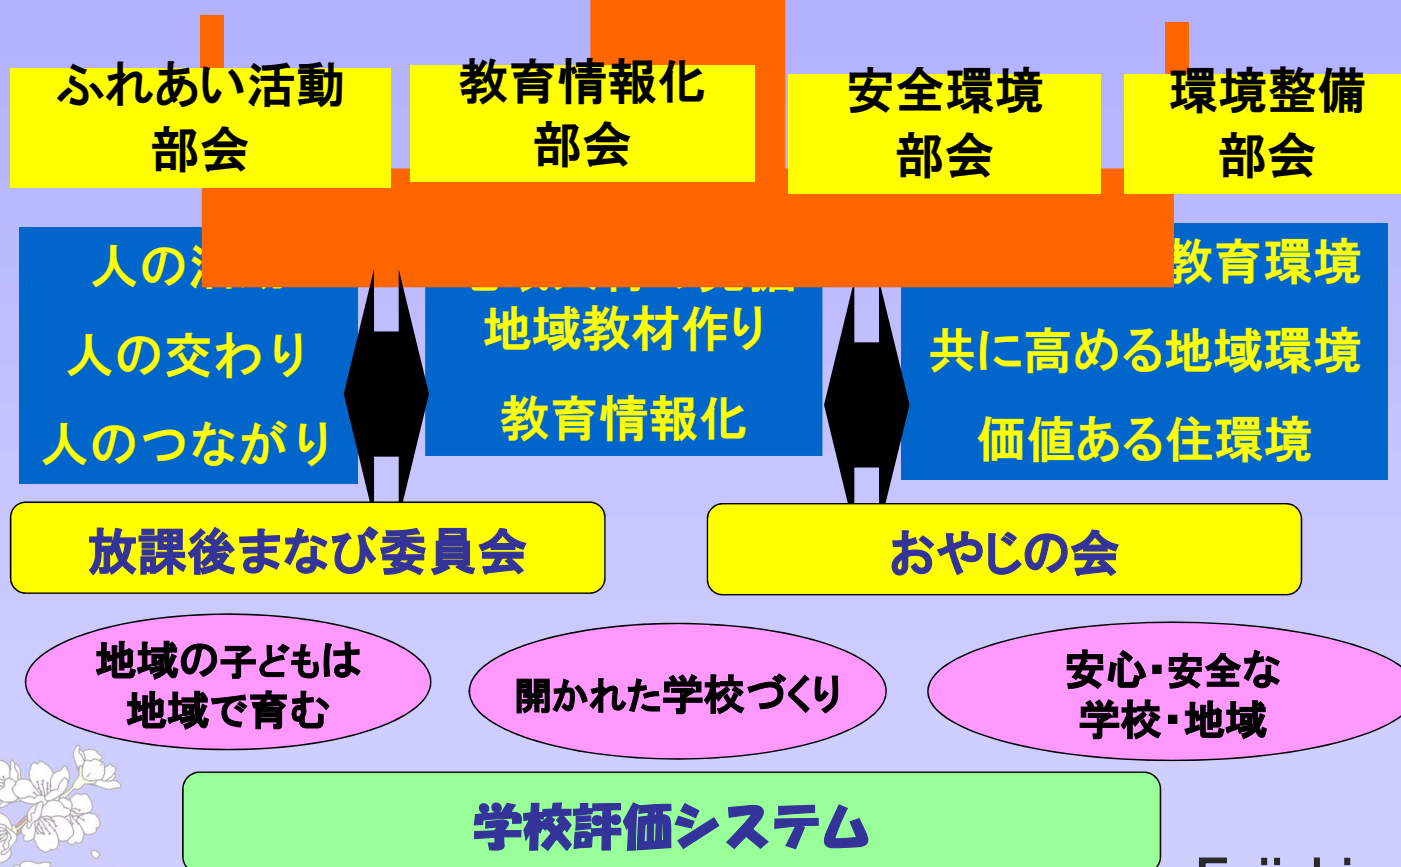 ふれあい活動
部会
教育情報化
部会
安全環境
部会
環境整備
部会
人の
人の交わり
人のつながり
地域教材作り
教育情報化
教育環境
共に高める地域環境
価値ある住環境
放課後まなび委員会
おやじの会
地域の子どもは
地域で育む
開かれた学校づくり
安心・安全な
学校・地域
学校評価システム